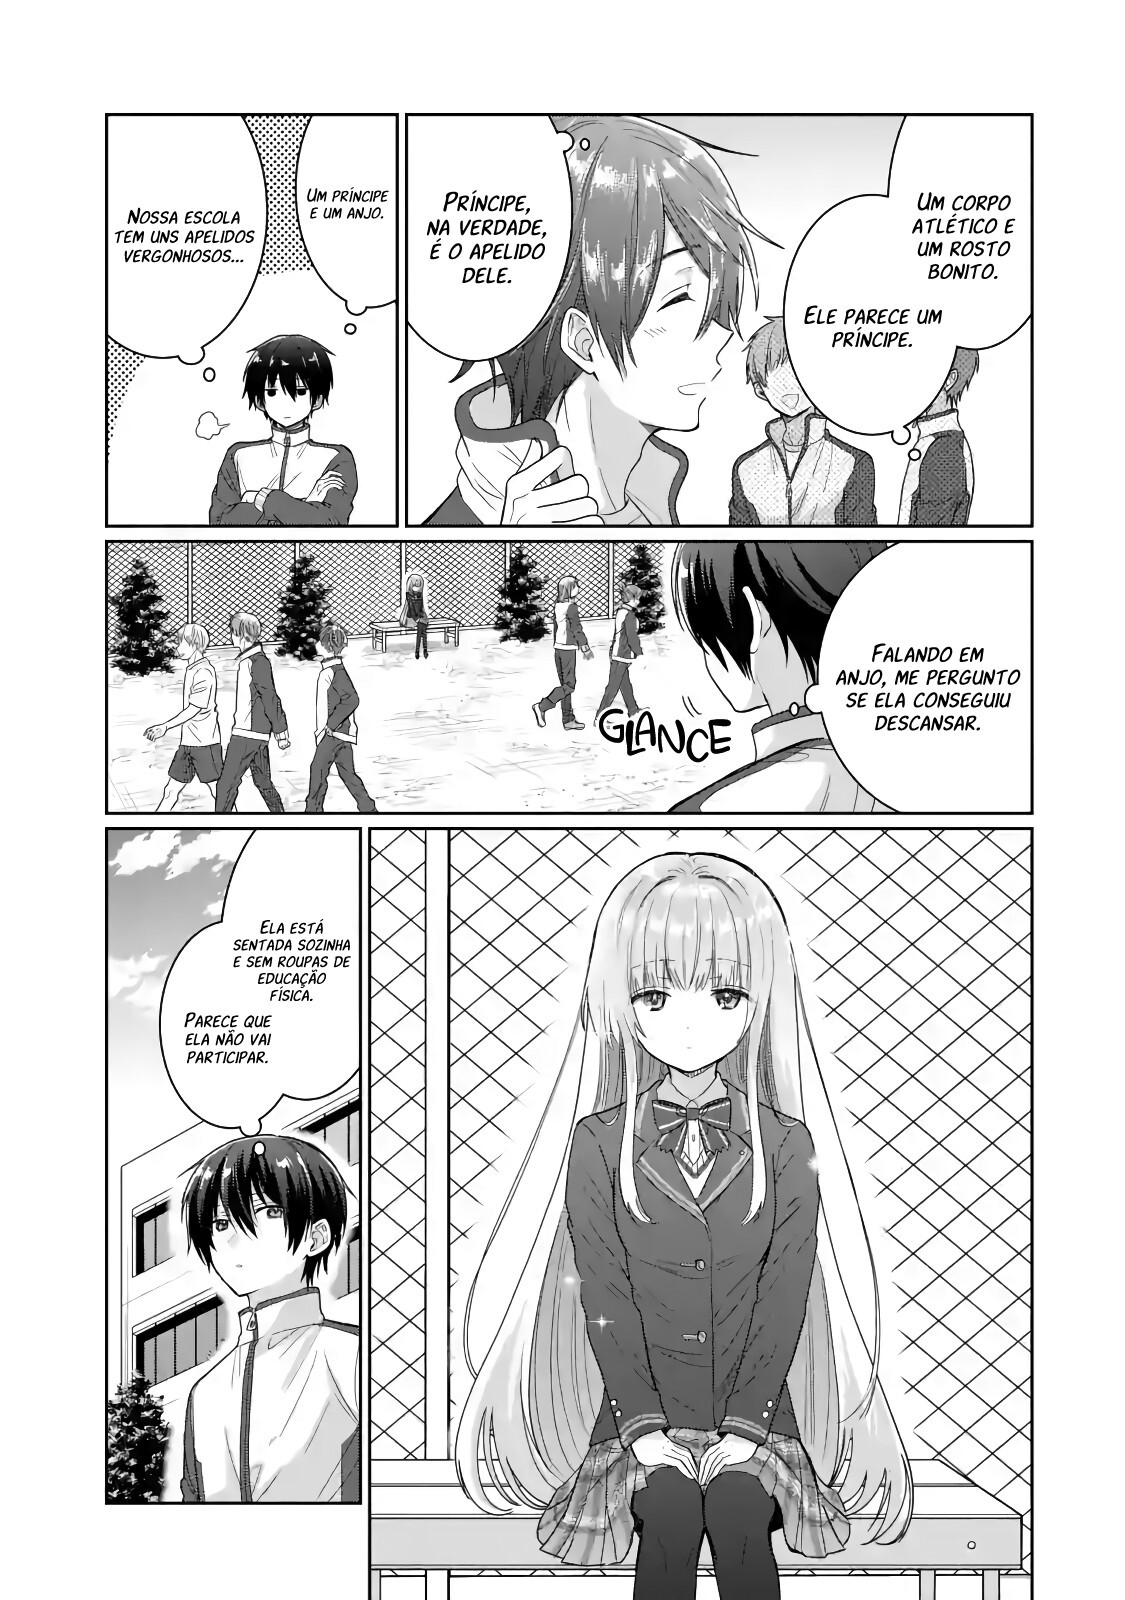 UM CORPO
ATLÉTICO E
UM ROSTO
BONITO.
ELE PARECE UM
PRÍNCIPE.
PRÍNCIPE,
NA VERDADE,
É O APELIDO
DELE.
UM PRÍNCIPE
E UM ANJO.
NOSSA ESCOLA
TEM UNS APELIDOS
VERGONHOSOS...
FALANDO EM
ANJO, ME PERGUNTO
SE ELA CONSEGUIU
DESCANSAR.
GLANCE
ELA ESTÁ
SENTADA SOZINHA
E SEM ROUPAS DE
EDUCAÇÃO
FÍSICA.
PARECE QUE
ELA NÃO VAI
PARTICIPAR.